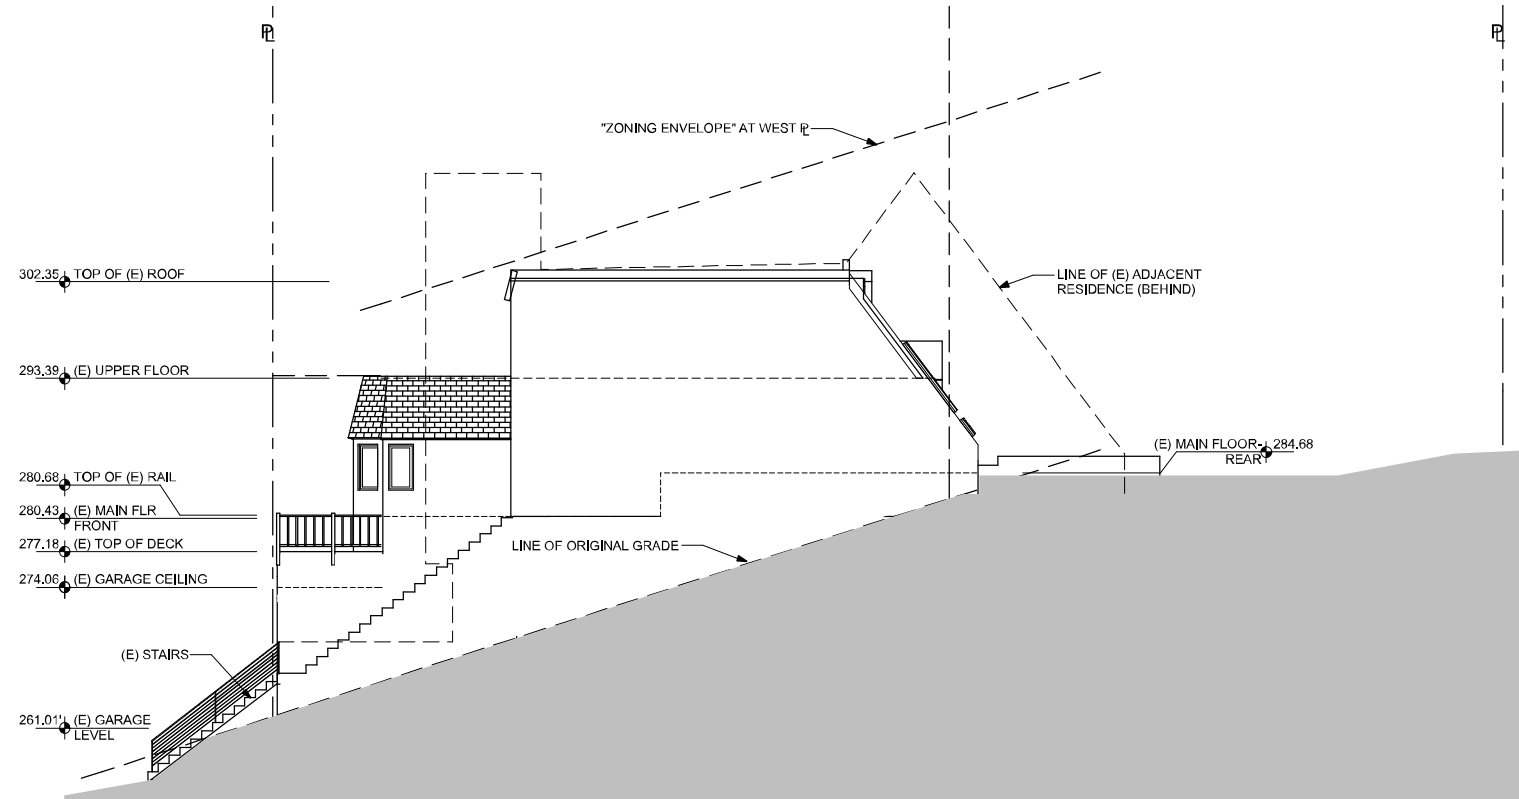 PL
PL
"ZONING ENVELOPE" AT WEST PL
302.35 TOP OF (E) ROOF
LINE OF (E) ADJACENT
RESIDENCE (BEHIND)
293.39 (E) UPPER FLOOR
(E) MAIN FLOOR- 284.68
REAR
280.68 TOP OF (E) RAIL
280.43 (E) MAIN FLR
FRONT
277.18 (E) TOP OF DECK
LINE OF ORIGINAL GRADE
274.06 (E) GARAGE CEILING
(E) STAIRS
261.01' (E) GARAGE
LEVEL